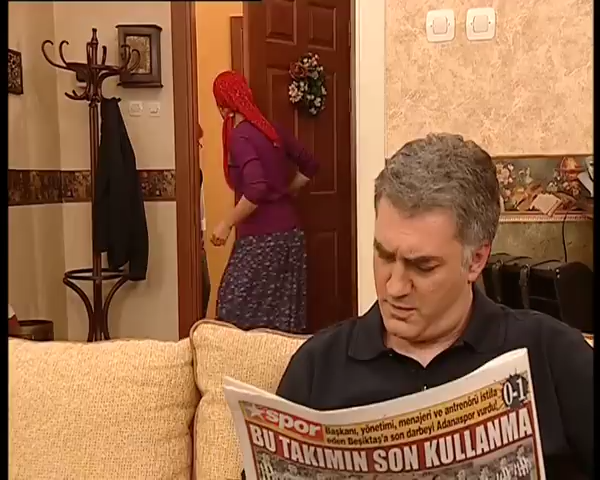 spor
Başkanı, yönetimi, menajeri ve antrenörü istifa
eden Beşiktaş'a son darbeyi Adanaspor vurdu..
0-1
BU TAKIMIN SON KULLANMA